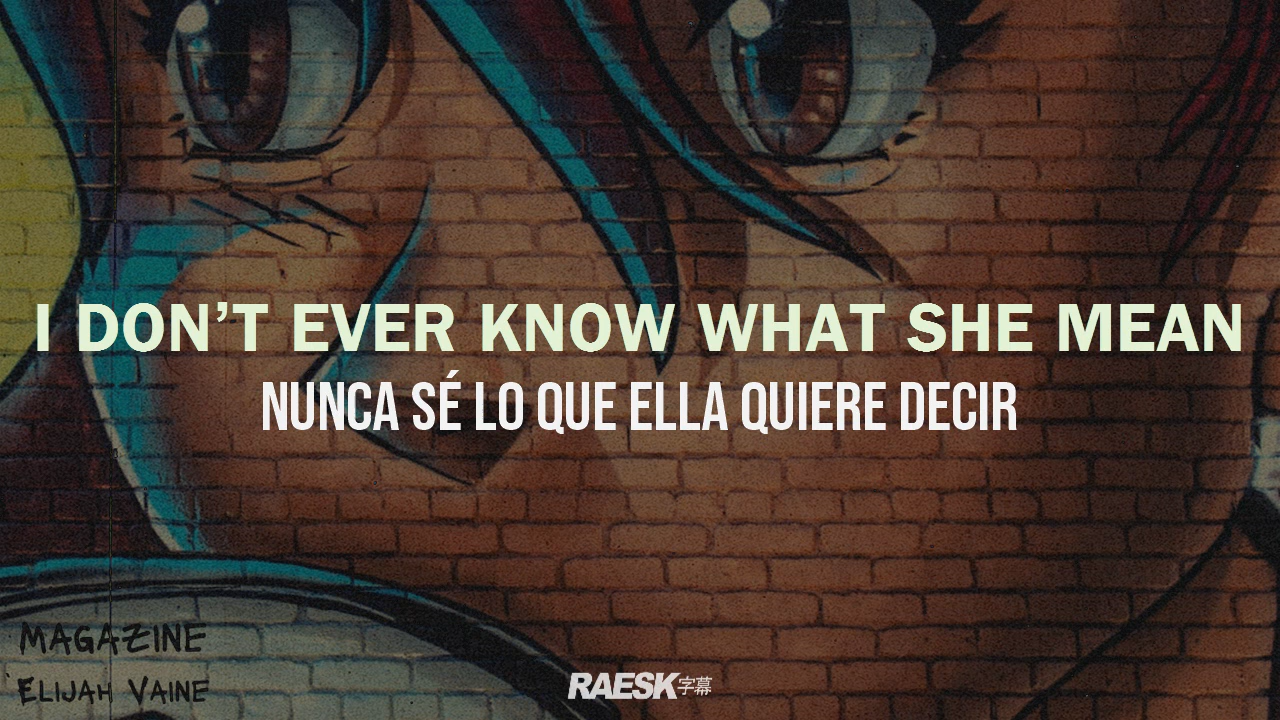 I DON’T EVER KNOW WHAT SHE MEAN
NUNCA SÉ LO QUE ELLA QUIERE DECIR
MAGAZINE
ELIJAH VAINE
RAESK字幕